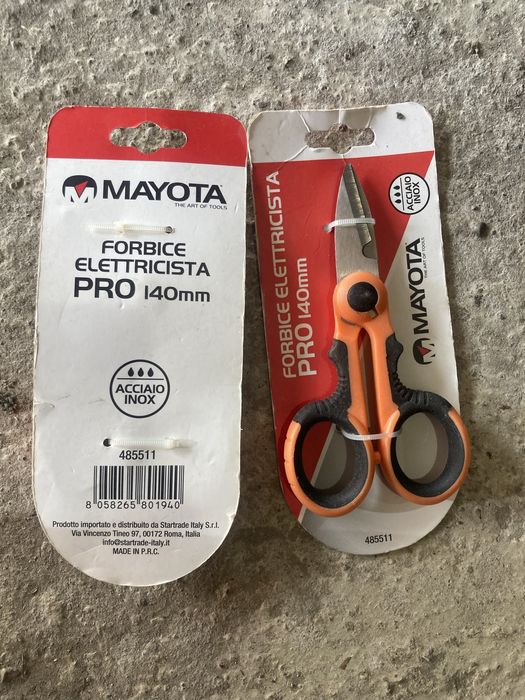 MAYOTA
THE ART OF TOOLS
FORBICE
ELETTRICISTA
PRO 140mm
ACCIAIO
INOX
485511
8 058265 801940
Prodotto importato e distribuito da Startrade Italy S.r.l.
Via Vincenzo Tineo 97, 00172 Roma, Italia
info@startrade-italy.it
MADE IN P.R.C.
FORBICE ELETTRICISTA
PRO 140mm
ACCIAIO
INOX
MAYOTA
THE ART OF TOOLS
485511